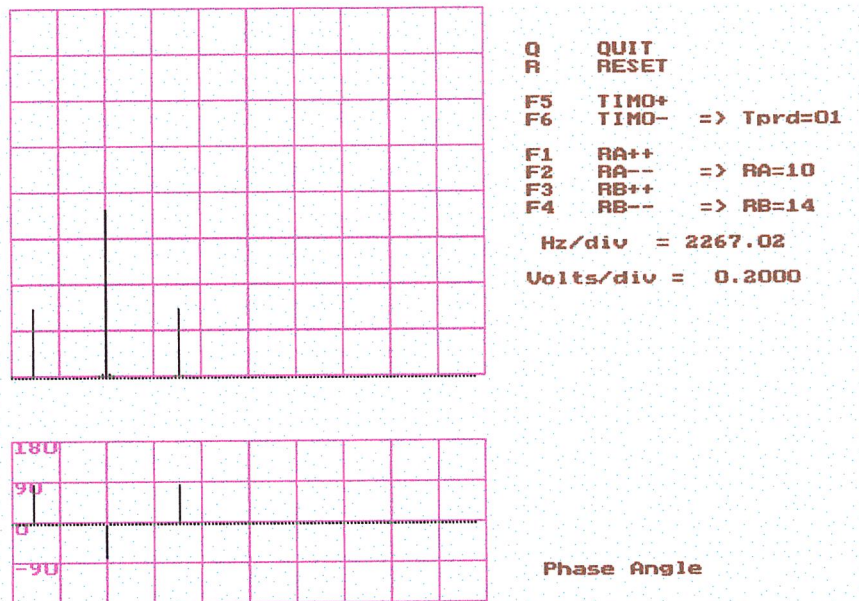 Q QUIT
R RESET
F5 TIMO+
F6 TIMO- => Tprd=01
F1 RA++
F2 RA-- => RA=10
F3 RB++
F4 RB-- => RB=14
Hz/div = 2267.02
Volts/div = 0.2000
180
90
0
-90
Phase Angle